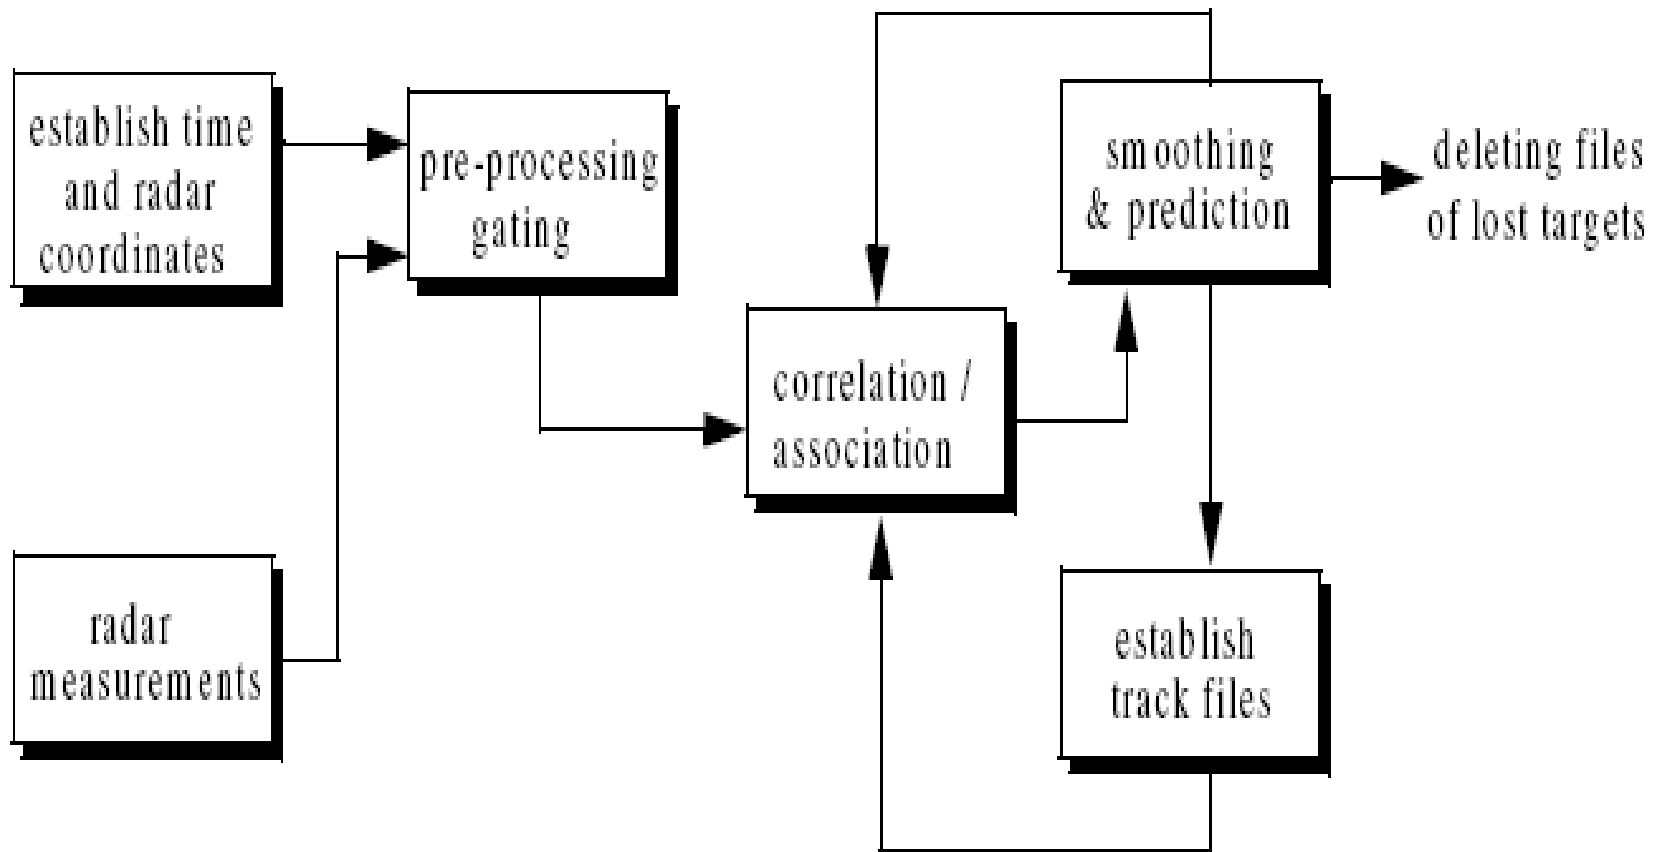 establish time
and radar
coordinates
pre-processing
gating
smoothing
& prediction
deleting files
of lost targets
correlation /
association
radar
measurements
establish
track files